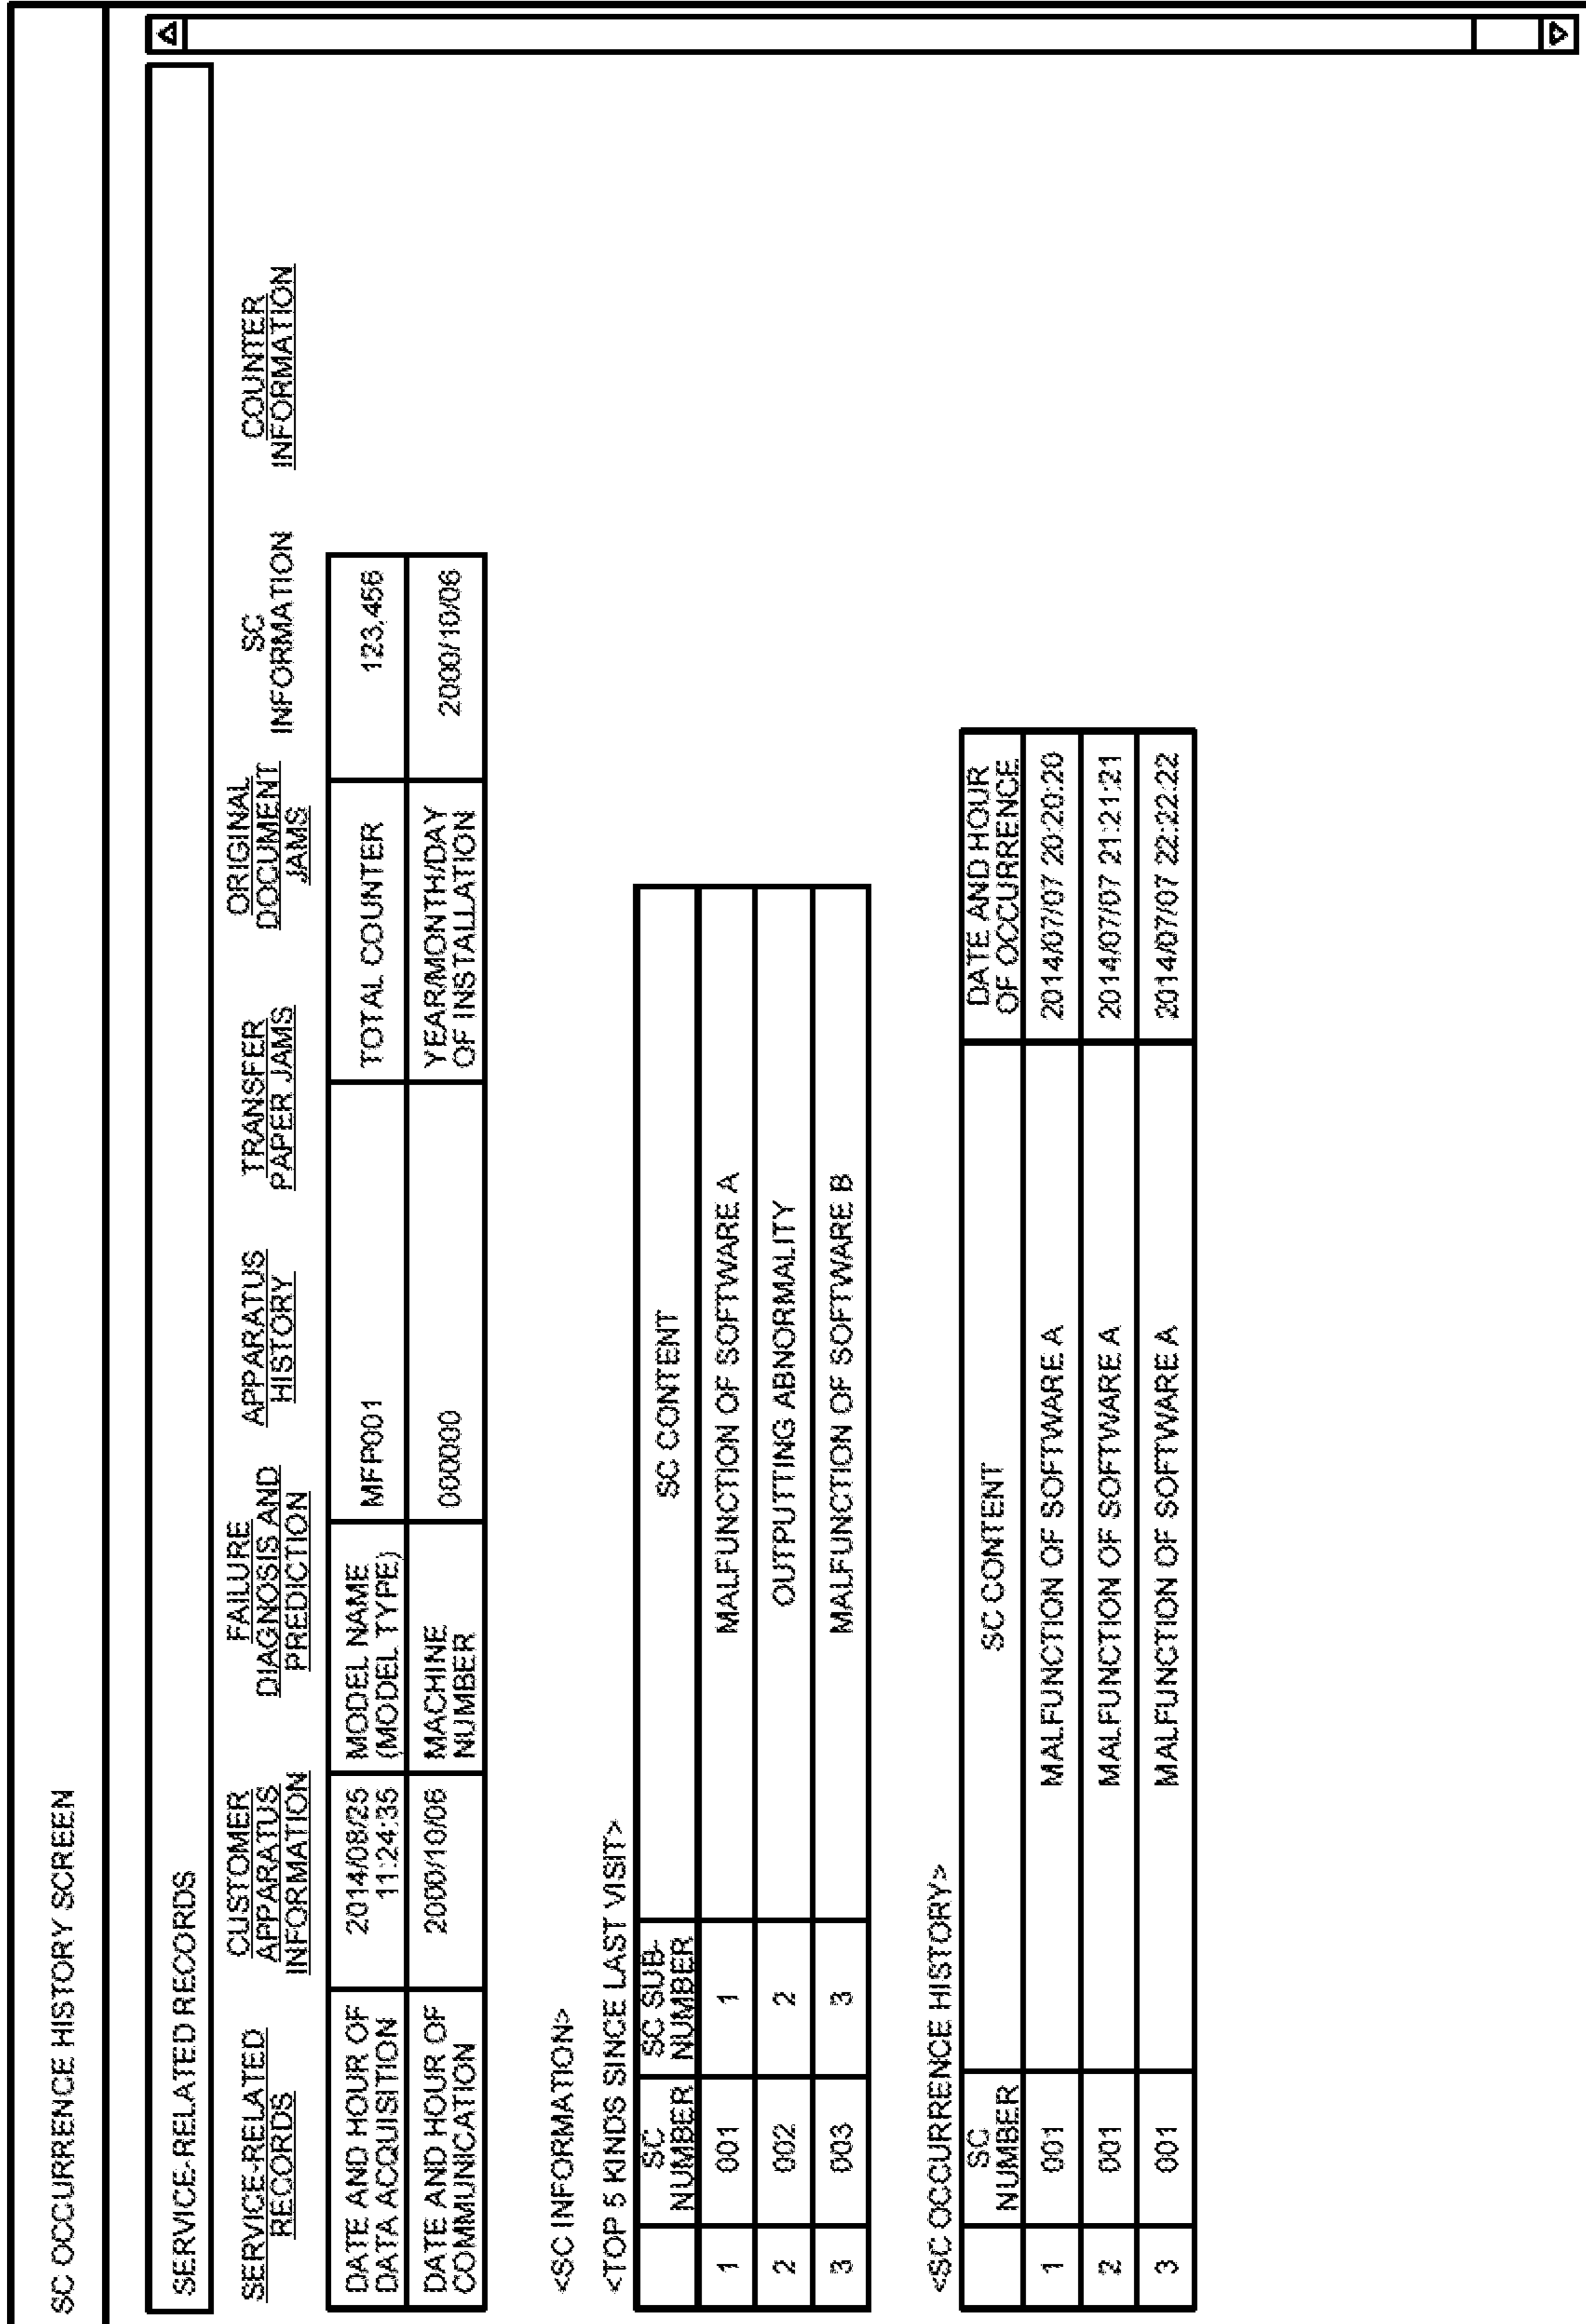 SC OCCURRENCE HISTORY SCREEN
SERVICE-RELATED RECORDS
SERVICE-RELATED
RECORDS
CUSTOMER
APPARATUS
INFORMATION
FAILURE
DIAGNOSIS AND
PREDICTION
APPARATUS
HISTORY
TRANSFER
PAPER JAMS
ORIGINAL
DOCUMENT
JAMS
SC
INFORMATION
COUNTER
INFORMATION
DATE AND HOUR OF
DATA ACQUISITION
2014/08/25
11:24:35
MODEL NAME
(MODEL TYPE)
MFP001
TOTAL COUNTER
123,456
DATE AND HOUR OF
COMMUNICATION
2000/10/06
MACHINE
NUMBER
000000
YEAR/MONTH/DAY
OF INSTALLATION
2000/10/06
<SC INFORMATION>
<TOP 5 KINDS SINCE LAST VISIT>
SC
NUMBER
SC SUB-
NUMBER
SC CONTENT
1 001 1 MALFUNCTION OF SOFTWARE A
2 002 2 OUTPUTTING ABNORMALITY
3 003 3 MALFUNCTION OF SOFTWARE B
<SC OCCURRENCE HISTORY>
SC
NUMBER
SC CONTENT
DATE AND HOUR
OF OCCURRENCE
1 001 MALFUNCTION OF SOFTWARE A 2014/07/07 20:20:20
2 001 MALFUNCTION OF SOFTWARE A 2014/07/07 21:21:21
3 001 MALFUNCTION OF SOFTWARE A 2014/07/07 22:22:22